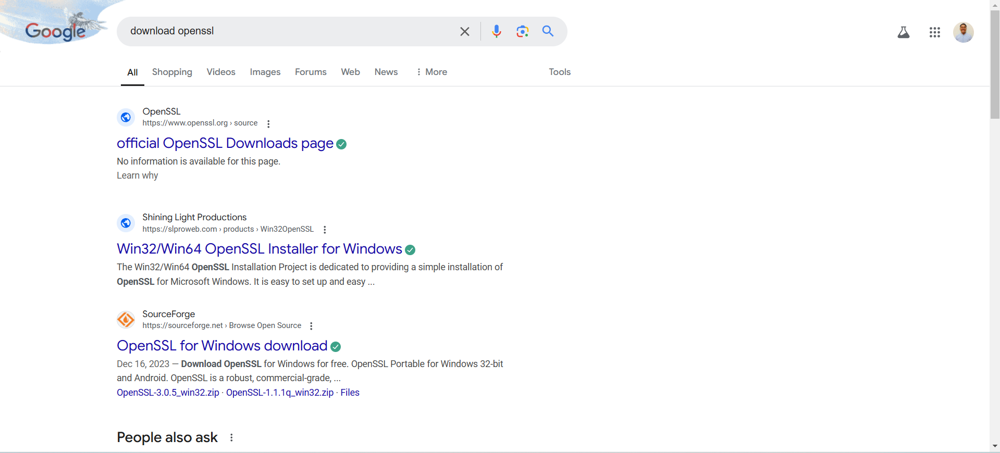 Google
download openssl
All Shopping Videos Images Forums Web News More Tools
OpenSSL
https://www.openssl.org › source
official OpenSSL Downloads page
No information is available for this page.
Learn why
Shining Light Productions
https://slproweb.com › products › Win32OpenSSL
Win32/Win64 OpenSSL Installer for Windows
The Win32/Win64 OpenSSL Installation Project is dedicated to providing a simple installation of
OpenSSL for Microsoft Windows. It is easy to set up and easy ...
SourceForge
https://sourceforge.net › Browse Open Source
OpenSSL for Windows download
Dec 16, 2023 — Download OpenSSL for Windows for free. OpenSSL Portable for Windows 32-bit
and Android. OpenSSL is a robust, commercial-grade, ...
OpenSSL-3.0.5_win32.zip · OpenSSL-1.1.1q_win32.zip · Files
People also ask